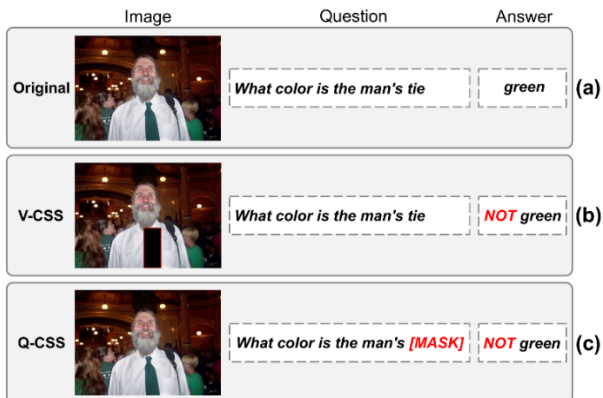 Image Question Answer
Original What color is the man's tie green (a)
V-CSS What color is the man's tie NOT green (b)
Q-CSS What color is the man's [MASK] NOT green (c)